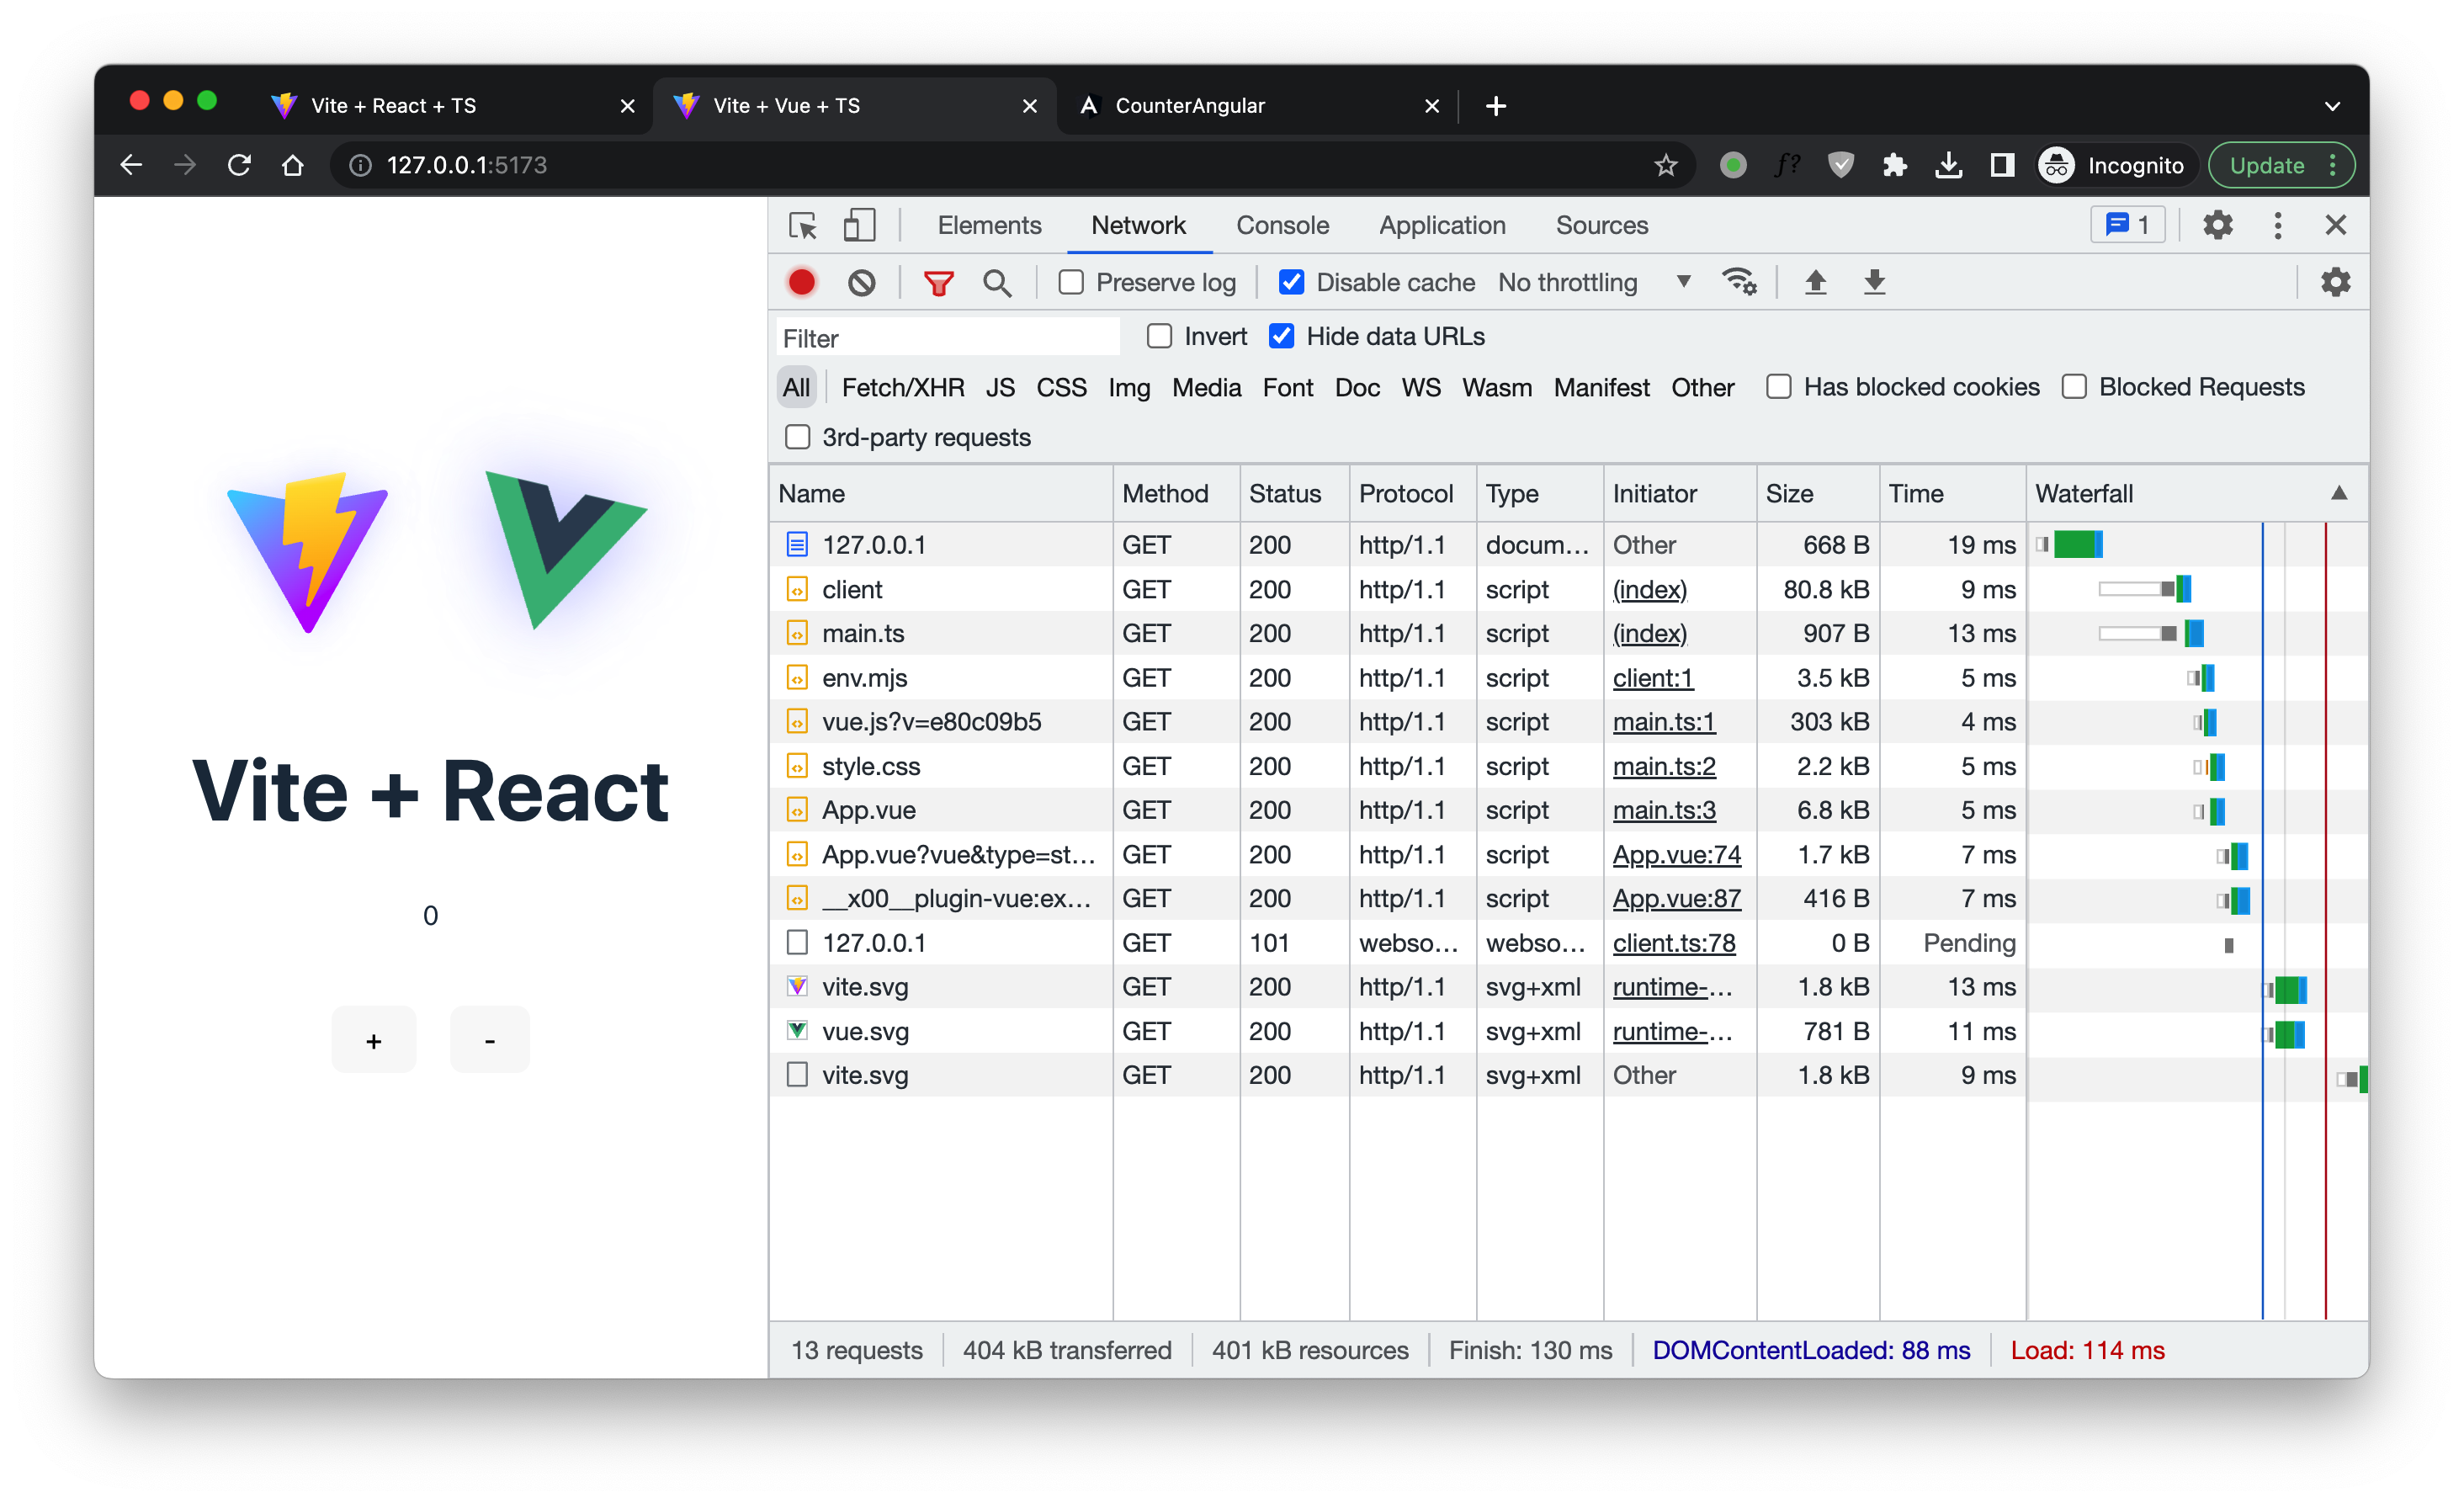 Vite + React + TS
Vite + Vue + TS
CounterAngular
127.0.0.1:5173
f?
Incognito
Update
Elements Network Console Application Sources 1
Preserve log Disable cache No throttling
Filter Invert Hide data URLs
All Fetch/XHR JS CSS Img Media Font Doc WS Wasm Manifest Other Has blocked cookies Blocked Requests
3rd-party requests
Name Method Status Protocol Type Initiator Size Time Waterfall
127.0.0.1 GET 200 http/1.1 docum... Other 668 B 19 ms
client GET 200 http/1.1 script (index) 80.8 kB 9 ms
main.ts GET 200 http/1.1 script (index) 907 B 13 ms
env.mjs GET 200 http/1.1 script client:1 3.5 kB 5 ms
vue.js?v=e80c09b5 GET 200 http/1.1 script main.ts:1 303 kB 4 ms
style.css GET 200 http/1.1 script main.ts:2 2.2 kB 5 ms
App.vue GET 200 http/1.1 script main.ts:3 6.8 kB 5 ms
App.vue?vue&type=st... GET 200 http/1.1 script App.vue:74 1.7 kB 7 ms
__x00__plugin-vue:ex... GET 200 http/1.1 script App.vue:87 416 B 7 ms
127.0.0.1 GET 101 webso... webso... client.ts:78 0 B Pending
vite.svg GET 200 http/1.1 svg+xml runtime-... 1.8 kB 13 ms
vue.svg GET 200 http/1.1 svg+xml runtime-... 781 B 11 ms
vite.svg GET 200 http/1.1 svg+xml Other 1.8 kB 9 ms
13 requests 404 kB transferred 401 kB resources Finish: 130 ms DOMContentLoaded: 88 ms Load: 114 ms
Vite + React
0
+ -